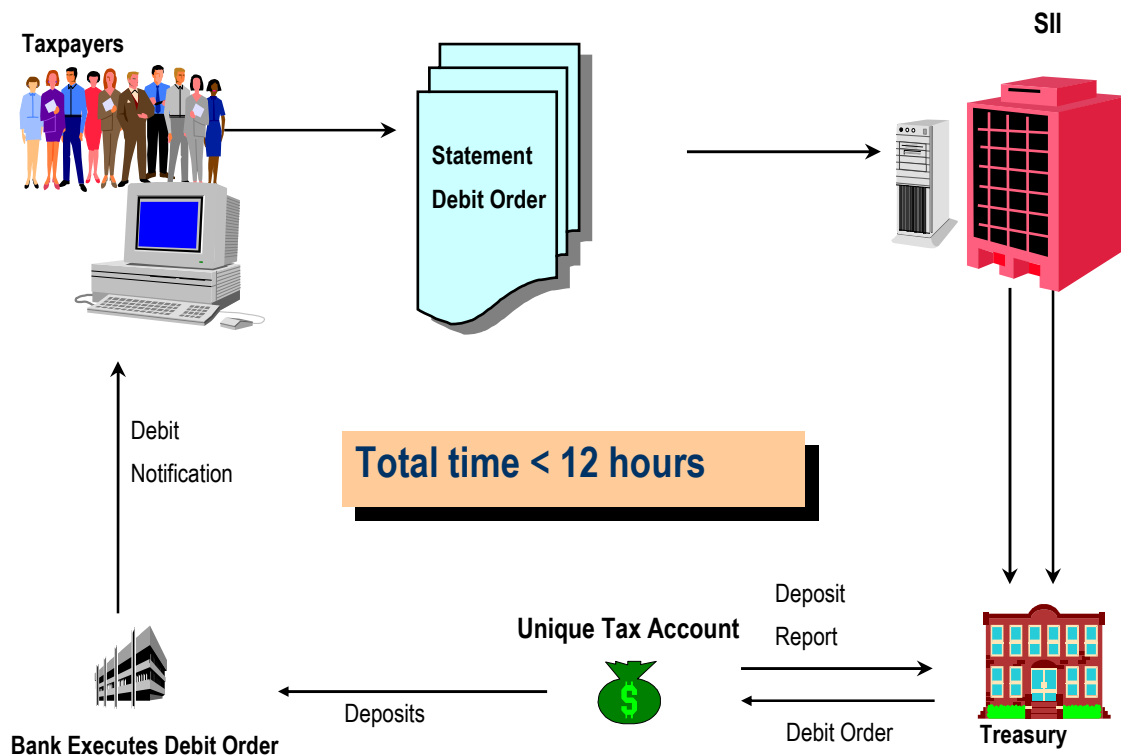 SII
Taxpayers
Statement
Debit Order
Debit
Notification
Total time < 12 hours
Deposit
Report
Unique Tax Account
Deposits
Debit Order
$
Treasury
Bank Executes Debit Order